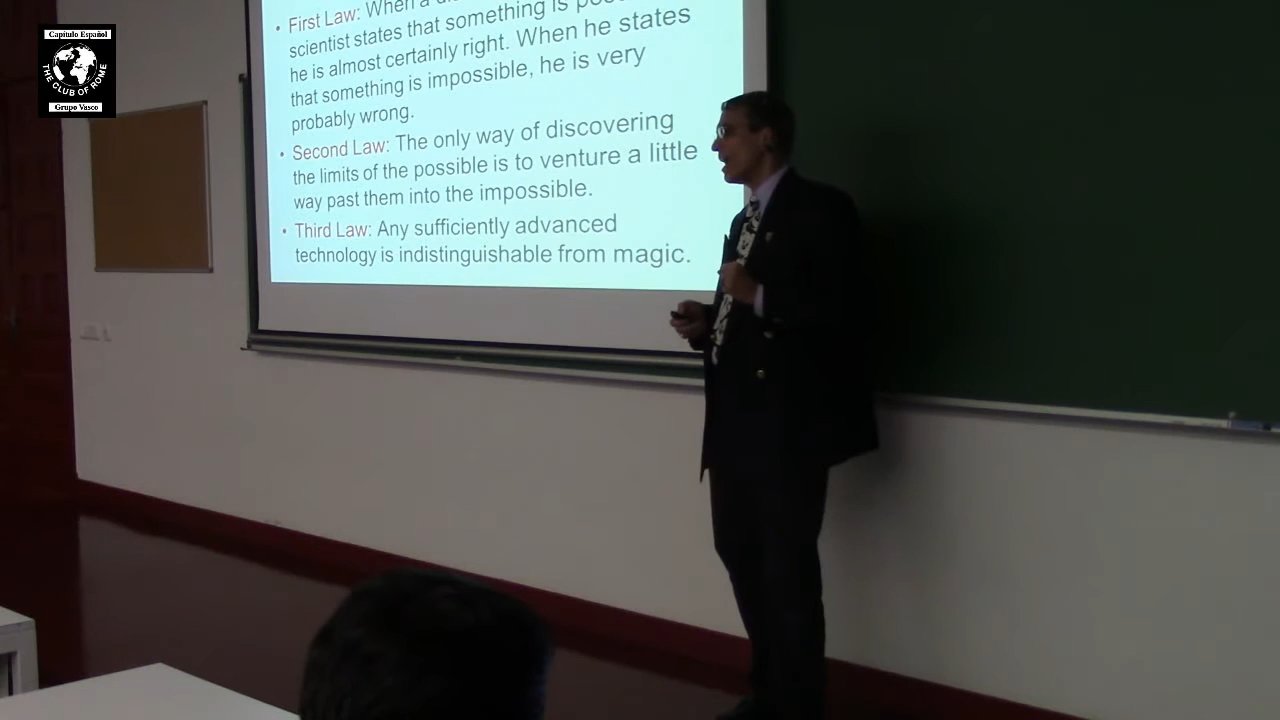 Capítulo Español
THE CLUB OF ROME
Grupo Vasco
• First Law: When a
scientist states that something is
he is almost certainly right. When he states
that something is impossible, he is very
probably wrong.
• Second Law: The only way of discovering
the limits of the possible is to venture a little
way past them into the impossible.
• Third Law: Any sufficiently advanced
technology is indistinguishable from magic.